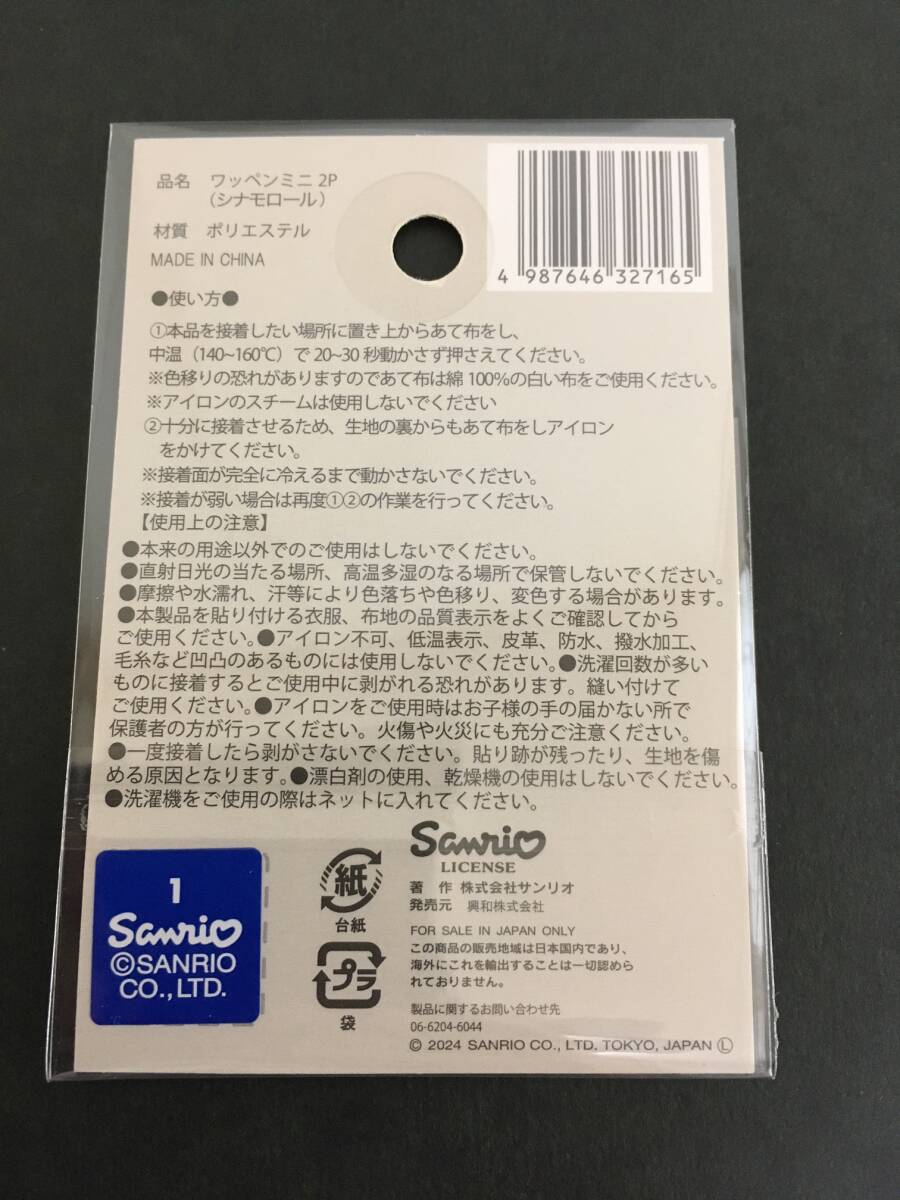 品名 ワッペンミニ 2P
（シナモロール）
材質 ポリエステル
MADE IN CHINA
4 987646 327165
●使い方●
①本品を接着したい場所に置き上からあて布をし、
中温（140~160℃）で 20~30 秒動かさず押さえてください。
※色移りの恐れがありますのであて布は綿 100%の白い布をご使用ください。
※アイロンのスチームは使用しないでください
②十分に接着させるため、生地の裏からもあて布をしアイロン
をかけてください。
※接着面が完全に冷えるまで動かさないでください。
※接着が弱い場合は再度①②の作業を行ってください。
【使用上の注意】
●本来の用途以外でのご使用はしないでください。
●直射日光の当たる場所、高温多湿のなる場所で保管しないでください。
●摩擦や水濡れ、汗等により色落ちや色移り、変色する場合があります。
●本製品を貼り付ける衣服、布地の品質表示をよくご確認してから
ご使用ください。●アイロン不可、低温表示、皮革、防水、撥水加工、
毛糸など凹凸のあるものには使用しないでください。●洗濯回数が多い
ものに接着するとご使用中に剥がれる恐れがあります。縫い付けて
ご使用ください。●アイロンをご使用時はお子様の手の届かない所で
保護者の方が行ってください。火傷や火災にも充分ご注意ください。
●一度接着したら剥がさないでください。貼り跡が残ったり、生地を傷
める原因となります。●漂白剤の使用、乾燥機の使用はしないでください。
●洗濯機をご使用の際はネットに入れてください。
1
Sanrio
©SANRIO
CO.,LTD.
紙
台紙
プラ
袋
Sanrio
LICENSE
著 作 株式会社サンリオ
発売元 興和株式会社
FOR SALE IN JAPAN ONLY
この商品の販売地域は日本国内であり、
海外にこれを輸出することは一切認めら
れておりません。
製品に関するお問い合わせ先
06-6204-6044
© 2024 SANRIO CO., LTD. TOKYO, JAPAN Ⓛ